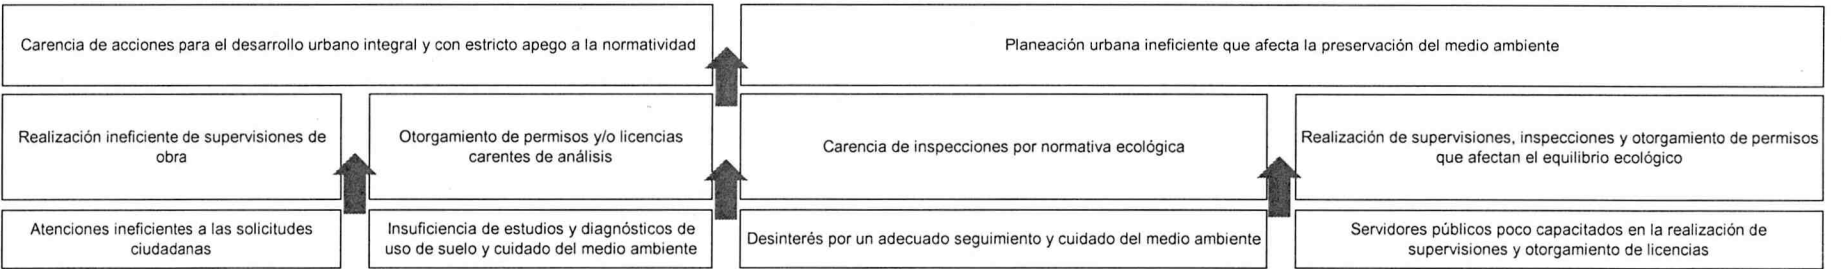 Carencia de acciones para el desarrollo urbano integral y con estricto apego a la normatividad
Planeación urbana ineficiente que afecta la preservación del medio ambiente
Realización ineficiente de supervisiones de
obra
Otorgamiento de permisos y/o licencias
carentes de análisis
Carencia de inspecciones por normativa ecológica
Realización de supervisiones, inspecciones y otorgamiento de permisos
que afectan el equilibrio ecológico
Atenciones ineficientes a las solicitudes
ciudadanas
Insuficiencia de estudios y diagnósticos de
uso de suelo y cuidado del medio ambiente
Desinterés por un adecuado seguimiento y cuidado del medio ambiente
Servidores públicos poco capacitados en la realización de
supervisiones y otorgamiento de licencias